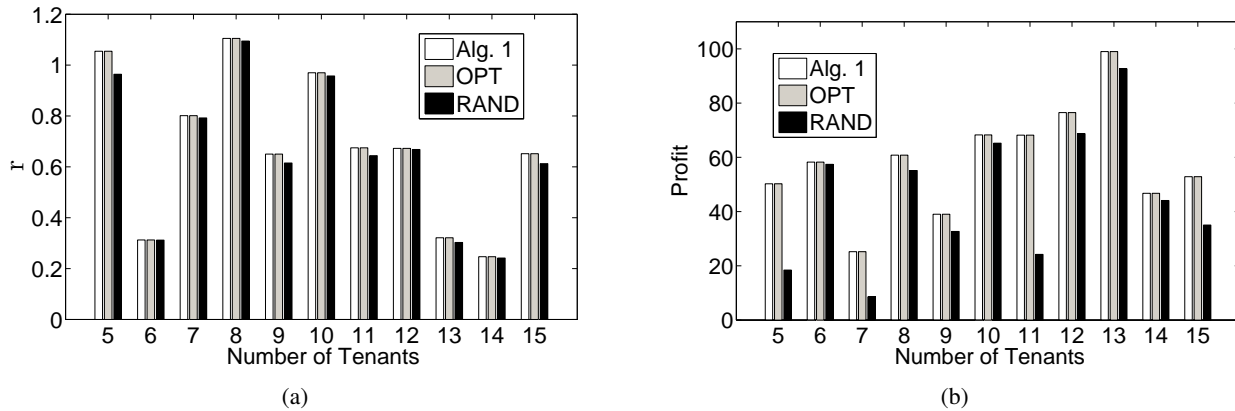 1.2
1
0.8
0.6
0.4
0.2
0
r
Alg. 1
OPT
RAND
5 6 7 8 9 10 11 12 13 14 15
Number of Tenants
(a)
100
80
60
40
20
0
Profit
Alg. 1
OPT
RAND
5 6 7 8 9 10 11 12 13 14 15
Number of Tenants
(b)